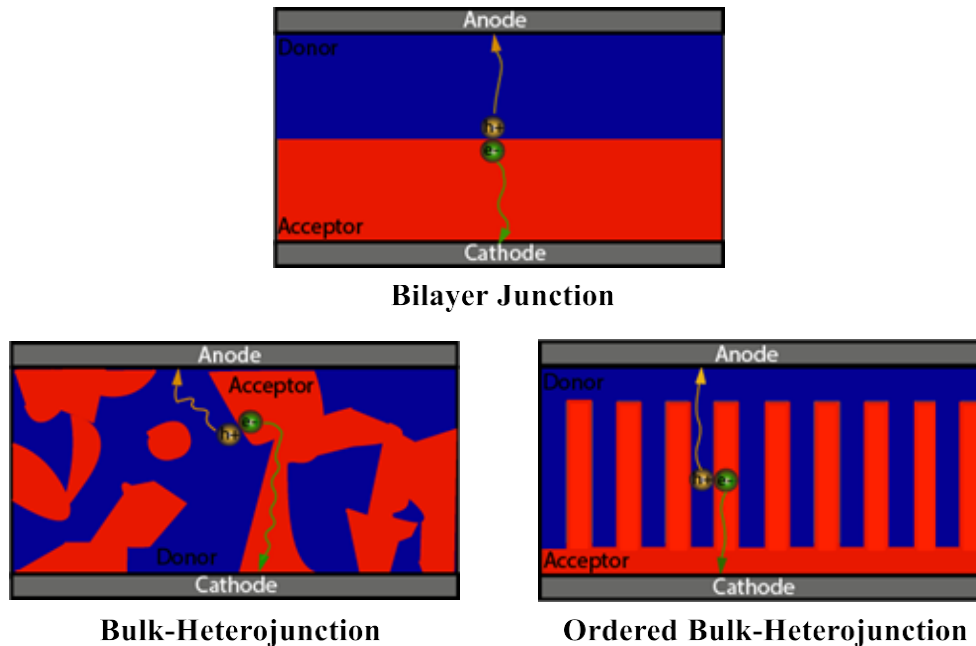 Anode
Donor
h+
e-
Acceptor
Cathode
Bilayer Junction
Anode
Acceptor
e-
h+
Donor
Cathode
Bulk-Heterojunction
Anode
Donor
h+ e-
Acceptor
Cathode
Ordered Bulk-Heterojunction